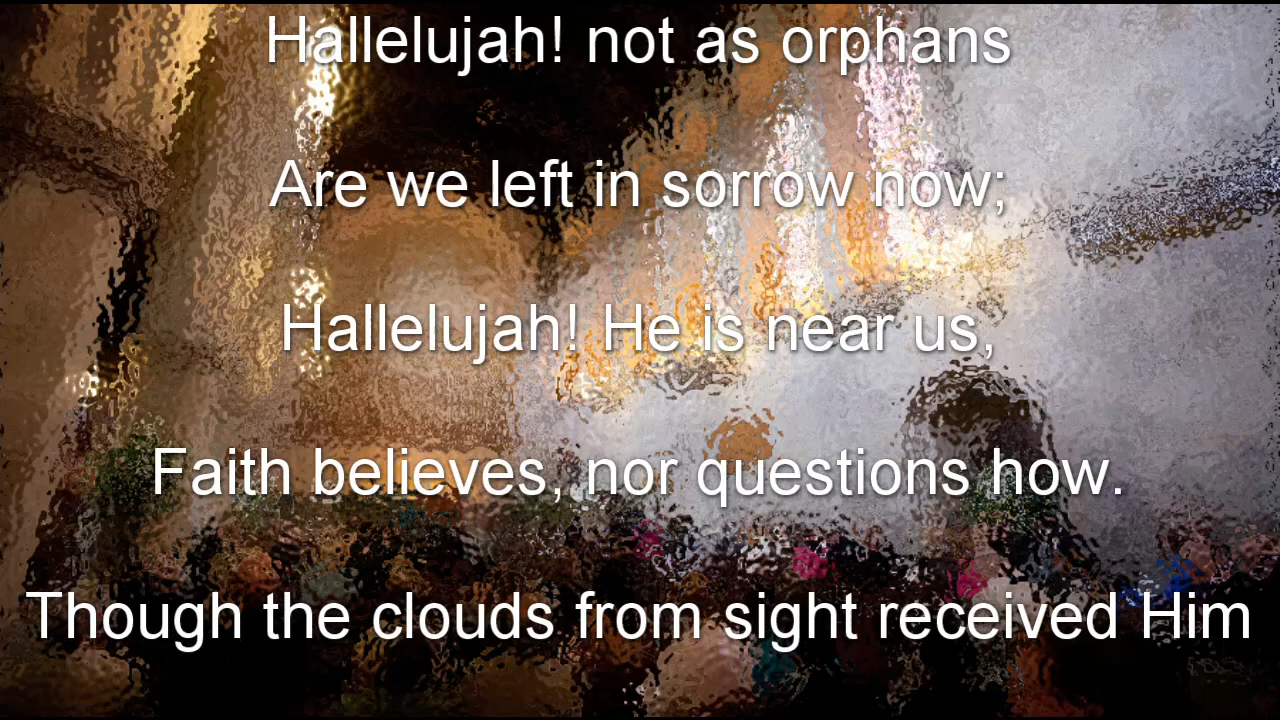 Hallelujah! not as orphans
Are we left in sorrow now;
Hallelujah! He is near us,
Faith believes, nor questions how.
Though the clouds from sight received Him